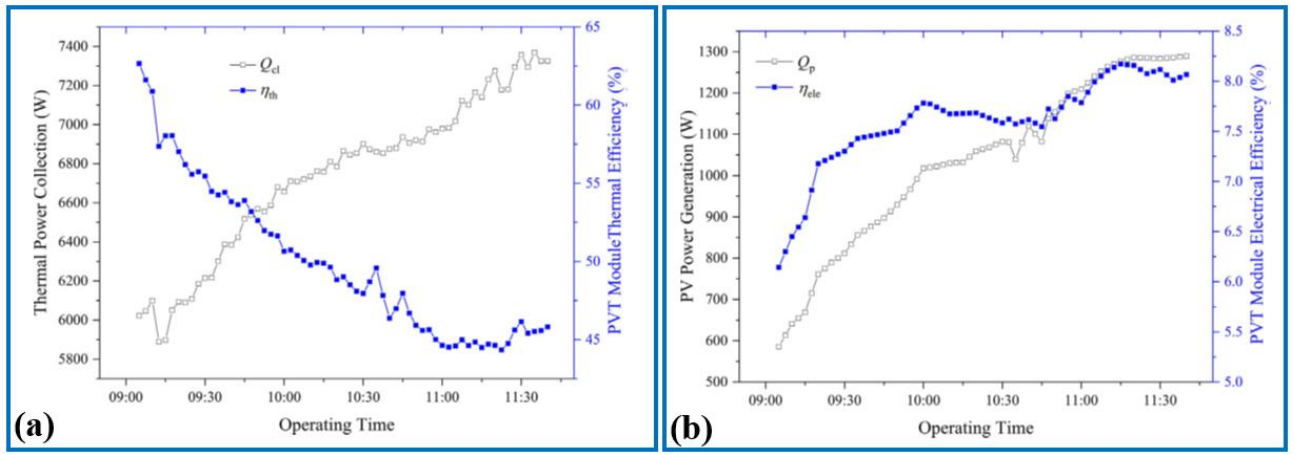 7400
7200
7000
6800
6600
6400
6200
6000
5800
Thermal Power Collection (W)
Qcl
ηth
65
60
55
50
45
PVT ModuleThermal Efficiency (%)
09:00 09:30 10:00 10:30 11:00 11:30
Operating Time
(a)
1300
1200
1100
1000
900
800
700
600
500
PV Power Generation (W)
Qp
ηele
8.5
8.0
7.5
7.0
6.5
6.0
5.5
5.0
PVT Module Electrical Efficiency (%)
09:00 09:30 10:00 10:30 11:00 11:30
Operating Time
(b)